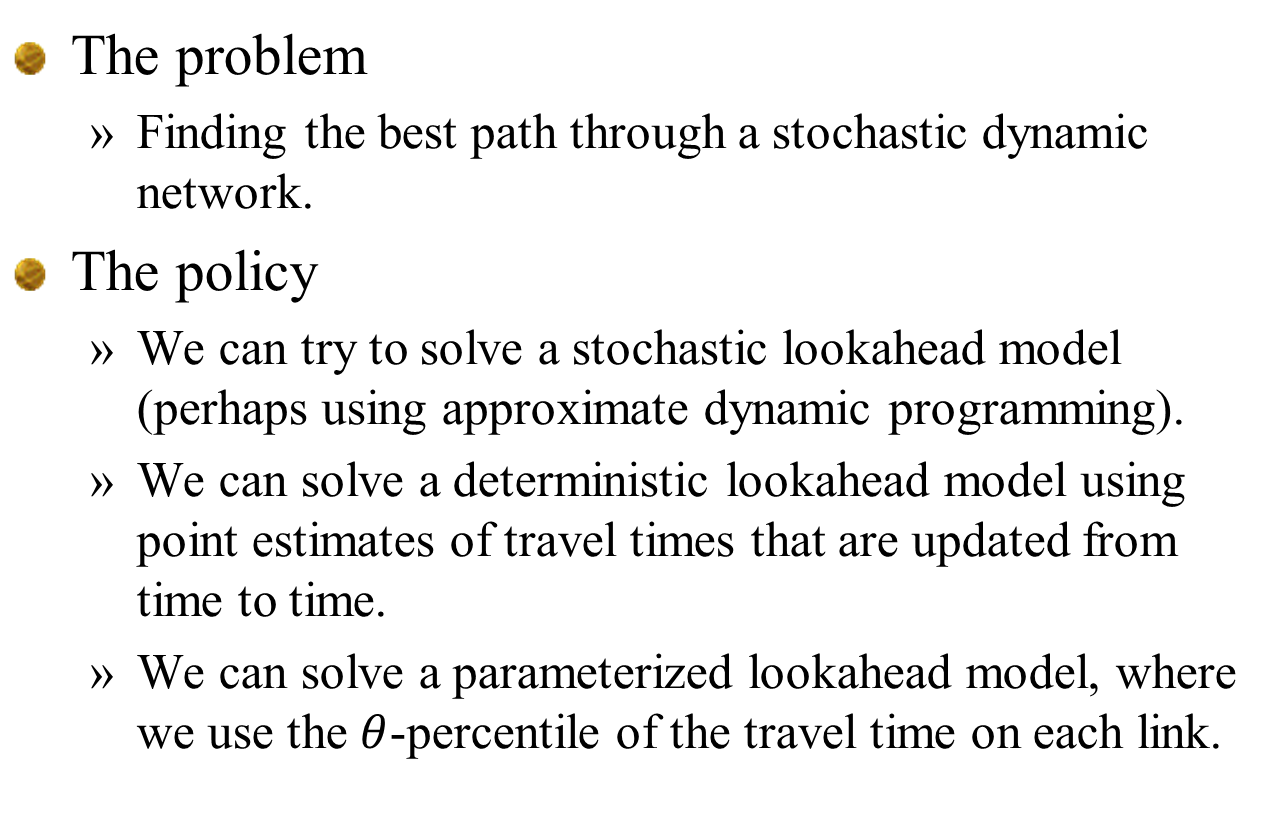 The problem
» Finding the best path through a stochastic dynamic
network.
The policy
» We can try to solve a stochastic lookahead model
(perhaps using approximate dynamic programming).
» We can solve a deterministic lookahead model using
point estimates of travel times that are updated from
time to time.
» We can solve a parameterized lookahead model, where
we use the θ-percentile of the travel time on each link.